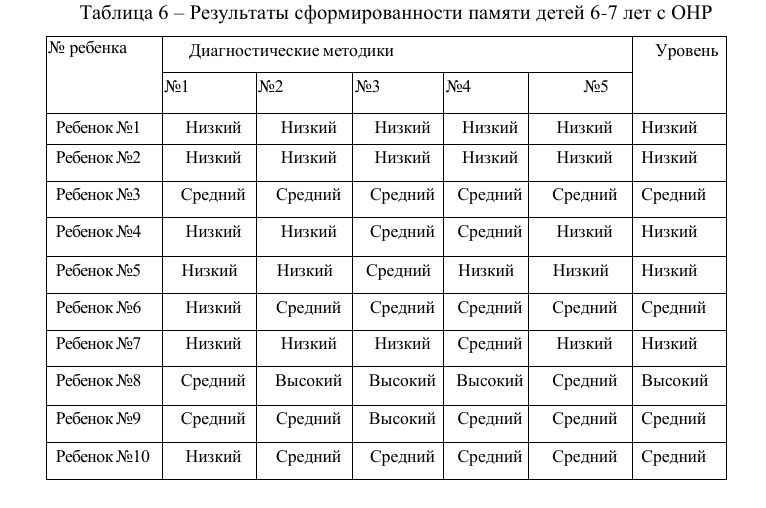 Таблица 6 – Результаты сформированности памяти детей 6-7 лет с ОНР
№ ребенка Диагностические методики Уровень
№1 №2 №3 №4 №5
Ребенок №1 Низкий Низкий Низкий Низкий Низкий Низкий
Ребенок №2 Низкий Низкий Низкий Низкий Низкий Низкий
Ребенок №3 Средний Средний Средний Средний Средний Средний
Ребенок №4 Низкий Низкий Средний Средний Низкий Низкий
Ребенок №5 Низкий Низкий Средний Низкий Низкий Низкий
Ребенок №6 Низкий Средний Средний Средний Средний Средний
Ребенок №7 Низкий Низкий Низкий Средний Низкий Низкий
Ребенок №8 Средний Высокий Высокий Высокий Средний Высокий
Ребенок №9 Средний Средний Высокий Средний Средний Средний
Ребенок №10 Низкий Средний Средний Средний Средний Средний